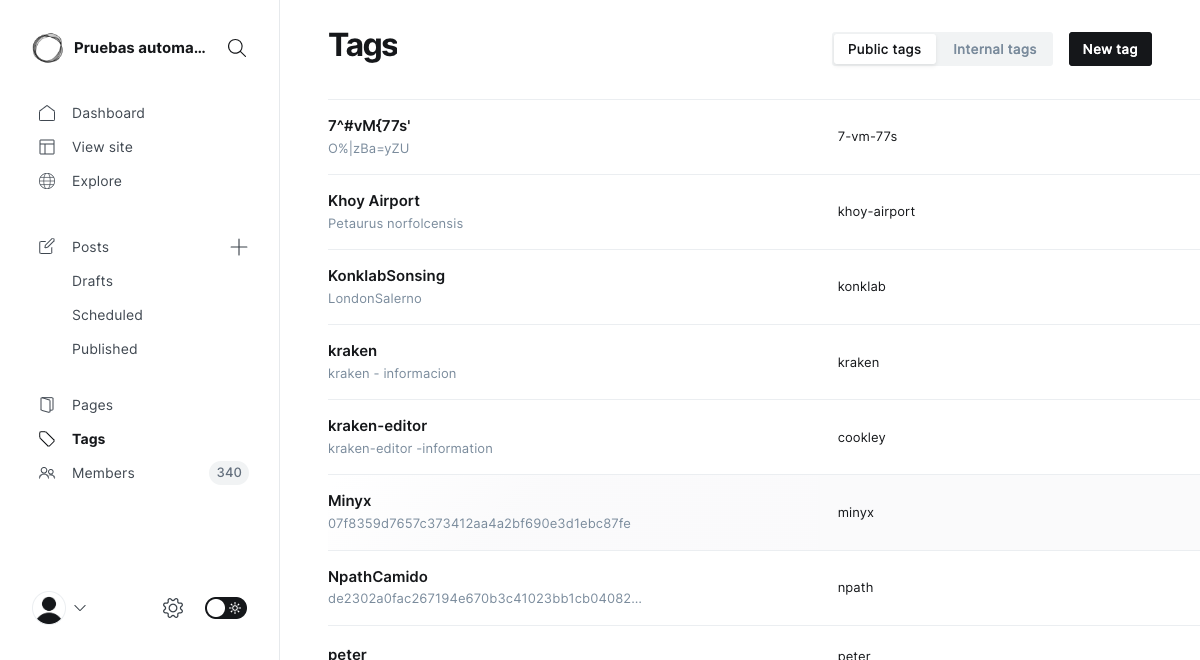 Pruebas automa...
Dashboard
View site
Explore
Posts
Drafts
Scheduled
Published
Pages
Tags
Members 340
Tags
Public tags Internal tags New tag
7^#vM{77s'
O%|zBa=yZU
7-vm-77s
Khoy Airport
Petaurus norfolcensis
khoy-airport
KonklabSonsing
LondonSalerno
konklab
kraken
kraken - informacion
kraken
kraken-editor
kraken-editor -information
cookley
Minyx
07f8359d7657c373412aa4a2bf690e3d1ebc87fe
minyx
NpathCamido
de2302a0fac267194e670b3c41023bb1cb04082...
npath
peter
peter